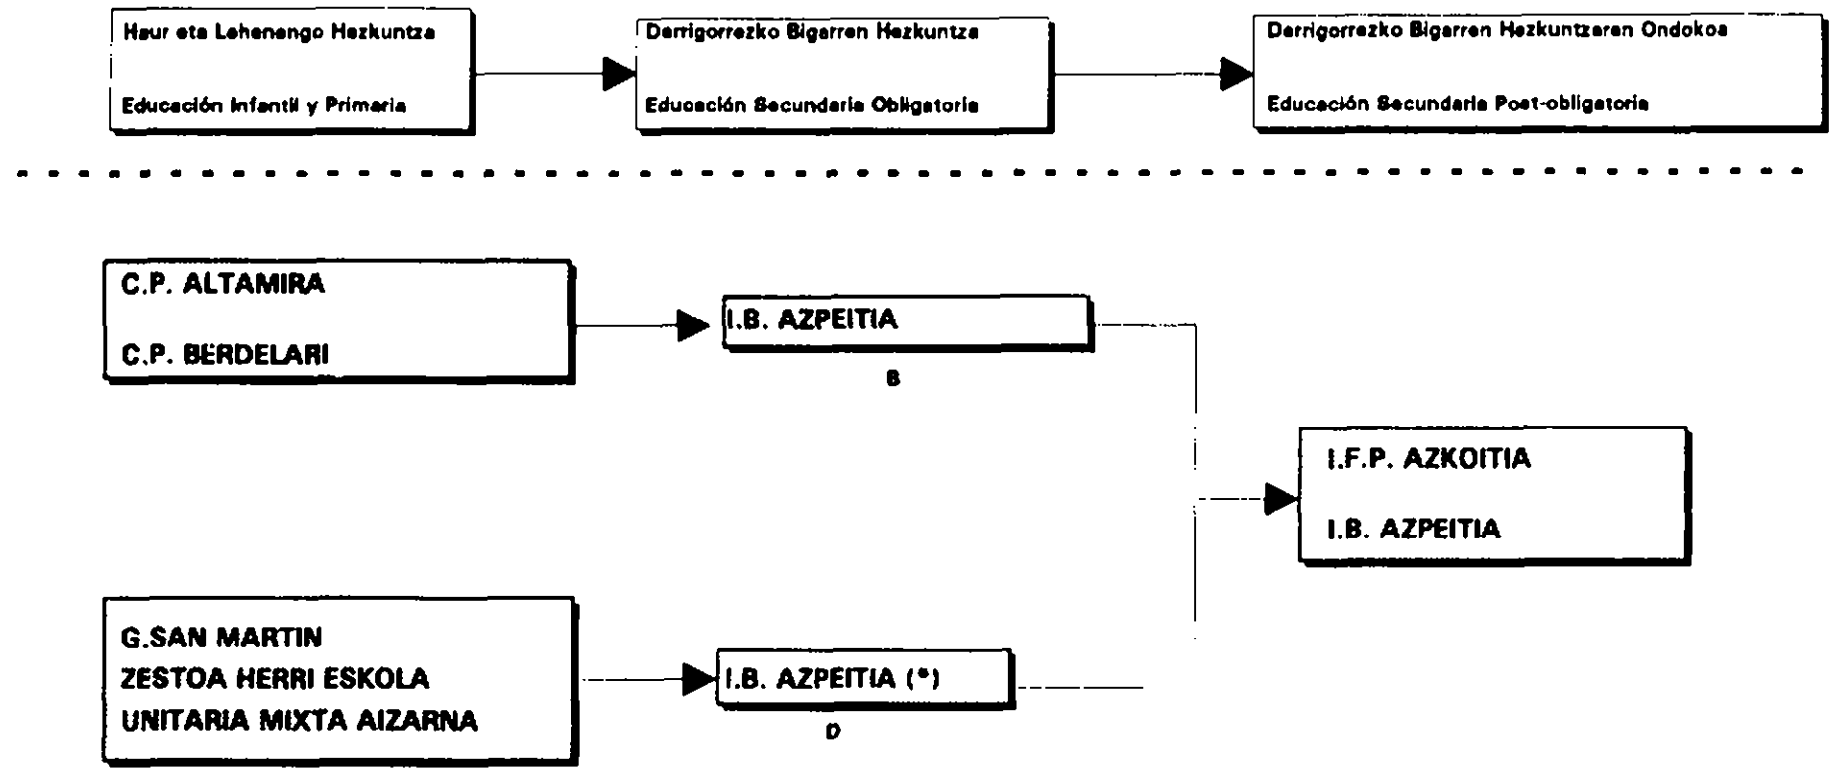 Haur eta Lehenengo Hezkuntza
Educación Infantil y Primaria
Derrigorrezko Bigarren Hezkuntza
Educación Secundaria Obligatoria
Derrigorrezko Bigarren Hezkuntzaren Ondokoa
Educación Secundaria Post-obligatoria
C.P. ALTAMIRA
C.P. BERDELARI
I.B. AZPEITIA
B
I.F.P. AZKOITIA
I.B. AZPEITIA
G.SAN MARTIN
ZESTOA HERRI ESKOLA
UNITARIA MIXTA AIZARNA
I.B. AZPEITIA (*)
D